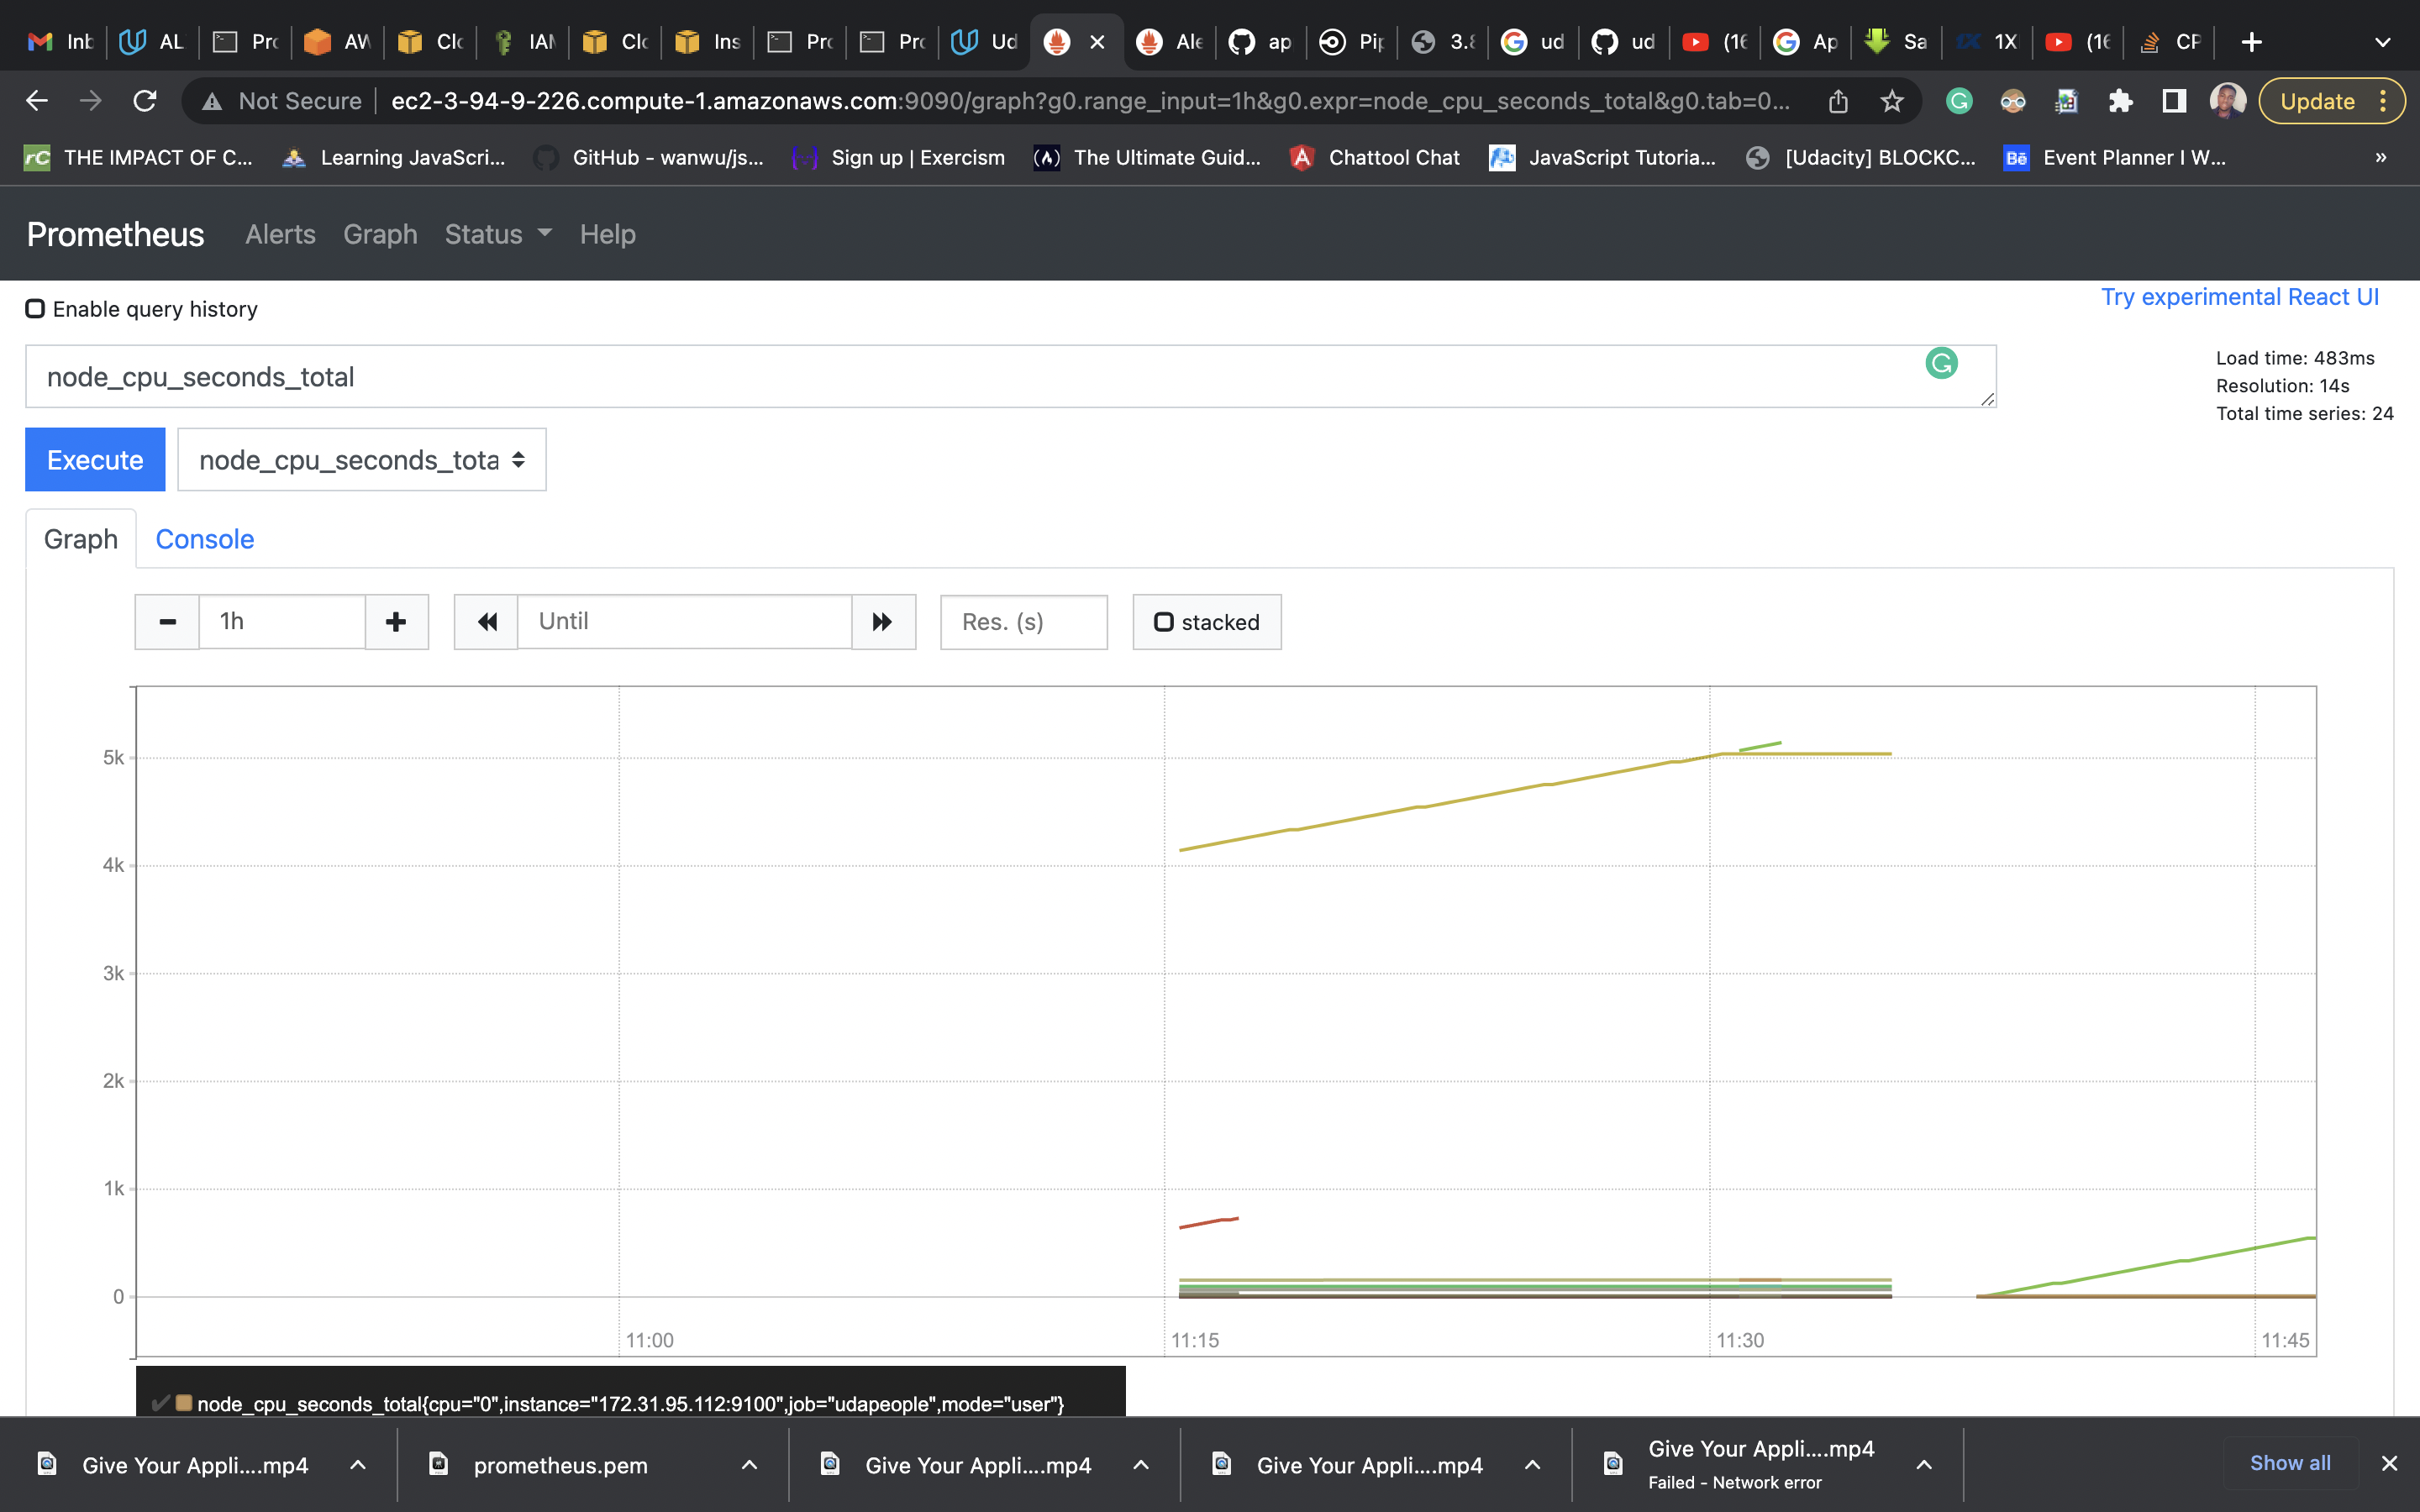 Inb AL Pro AW Clo IAM Clo Ins Pro Pro Ud Ale ap Pip 3.8 ud ud (16 Ap Sa 1X (16 CP
Not Secure ec2-3-94-9-226.compute-1.amazonaws.com:9090/graph?g0.range_input=1h&g0.expr=node_cpu_seconds_total&g0.tab=0... Update
rC THE IMPACT OF C... Learning JavaScri... GitHub - wanwu/js... Sign up | Exercism The Ultimate Guid... Chattool Chat JavaScript Tutoria... [Udacity] BLOCKC... Bē Event Planner I W... »
Prometheus Alerts Graph Status Help
Enable query history
Try experimental React UI
node_cpu_seconds_total
Load time: 483ms
Resolution: 14s
Total time series: 24
Execute node_cpu_seconds_tota
Graph Console
1h Until Res. (s) stacked
5k
4k
3k
2k
1k
0
11:00 11:15 11:30 11:45
node_cpu_seconds_total{cpu="0",instance="172.31.95.112:9100",job="udapeople",mode="user"}
Give Your Appli....mp4 prometheus.pem Give Your Appli....mp4 Give Your Appli....mp4 Give Your Appli....mp4
Failed - Network error
Show all